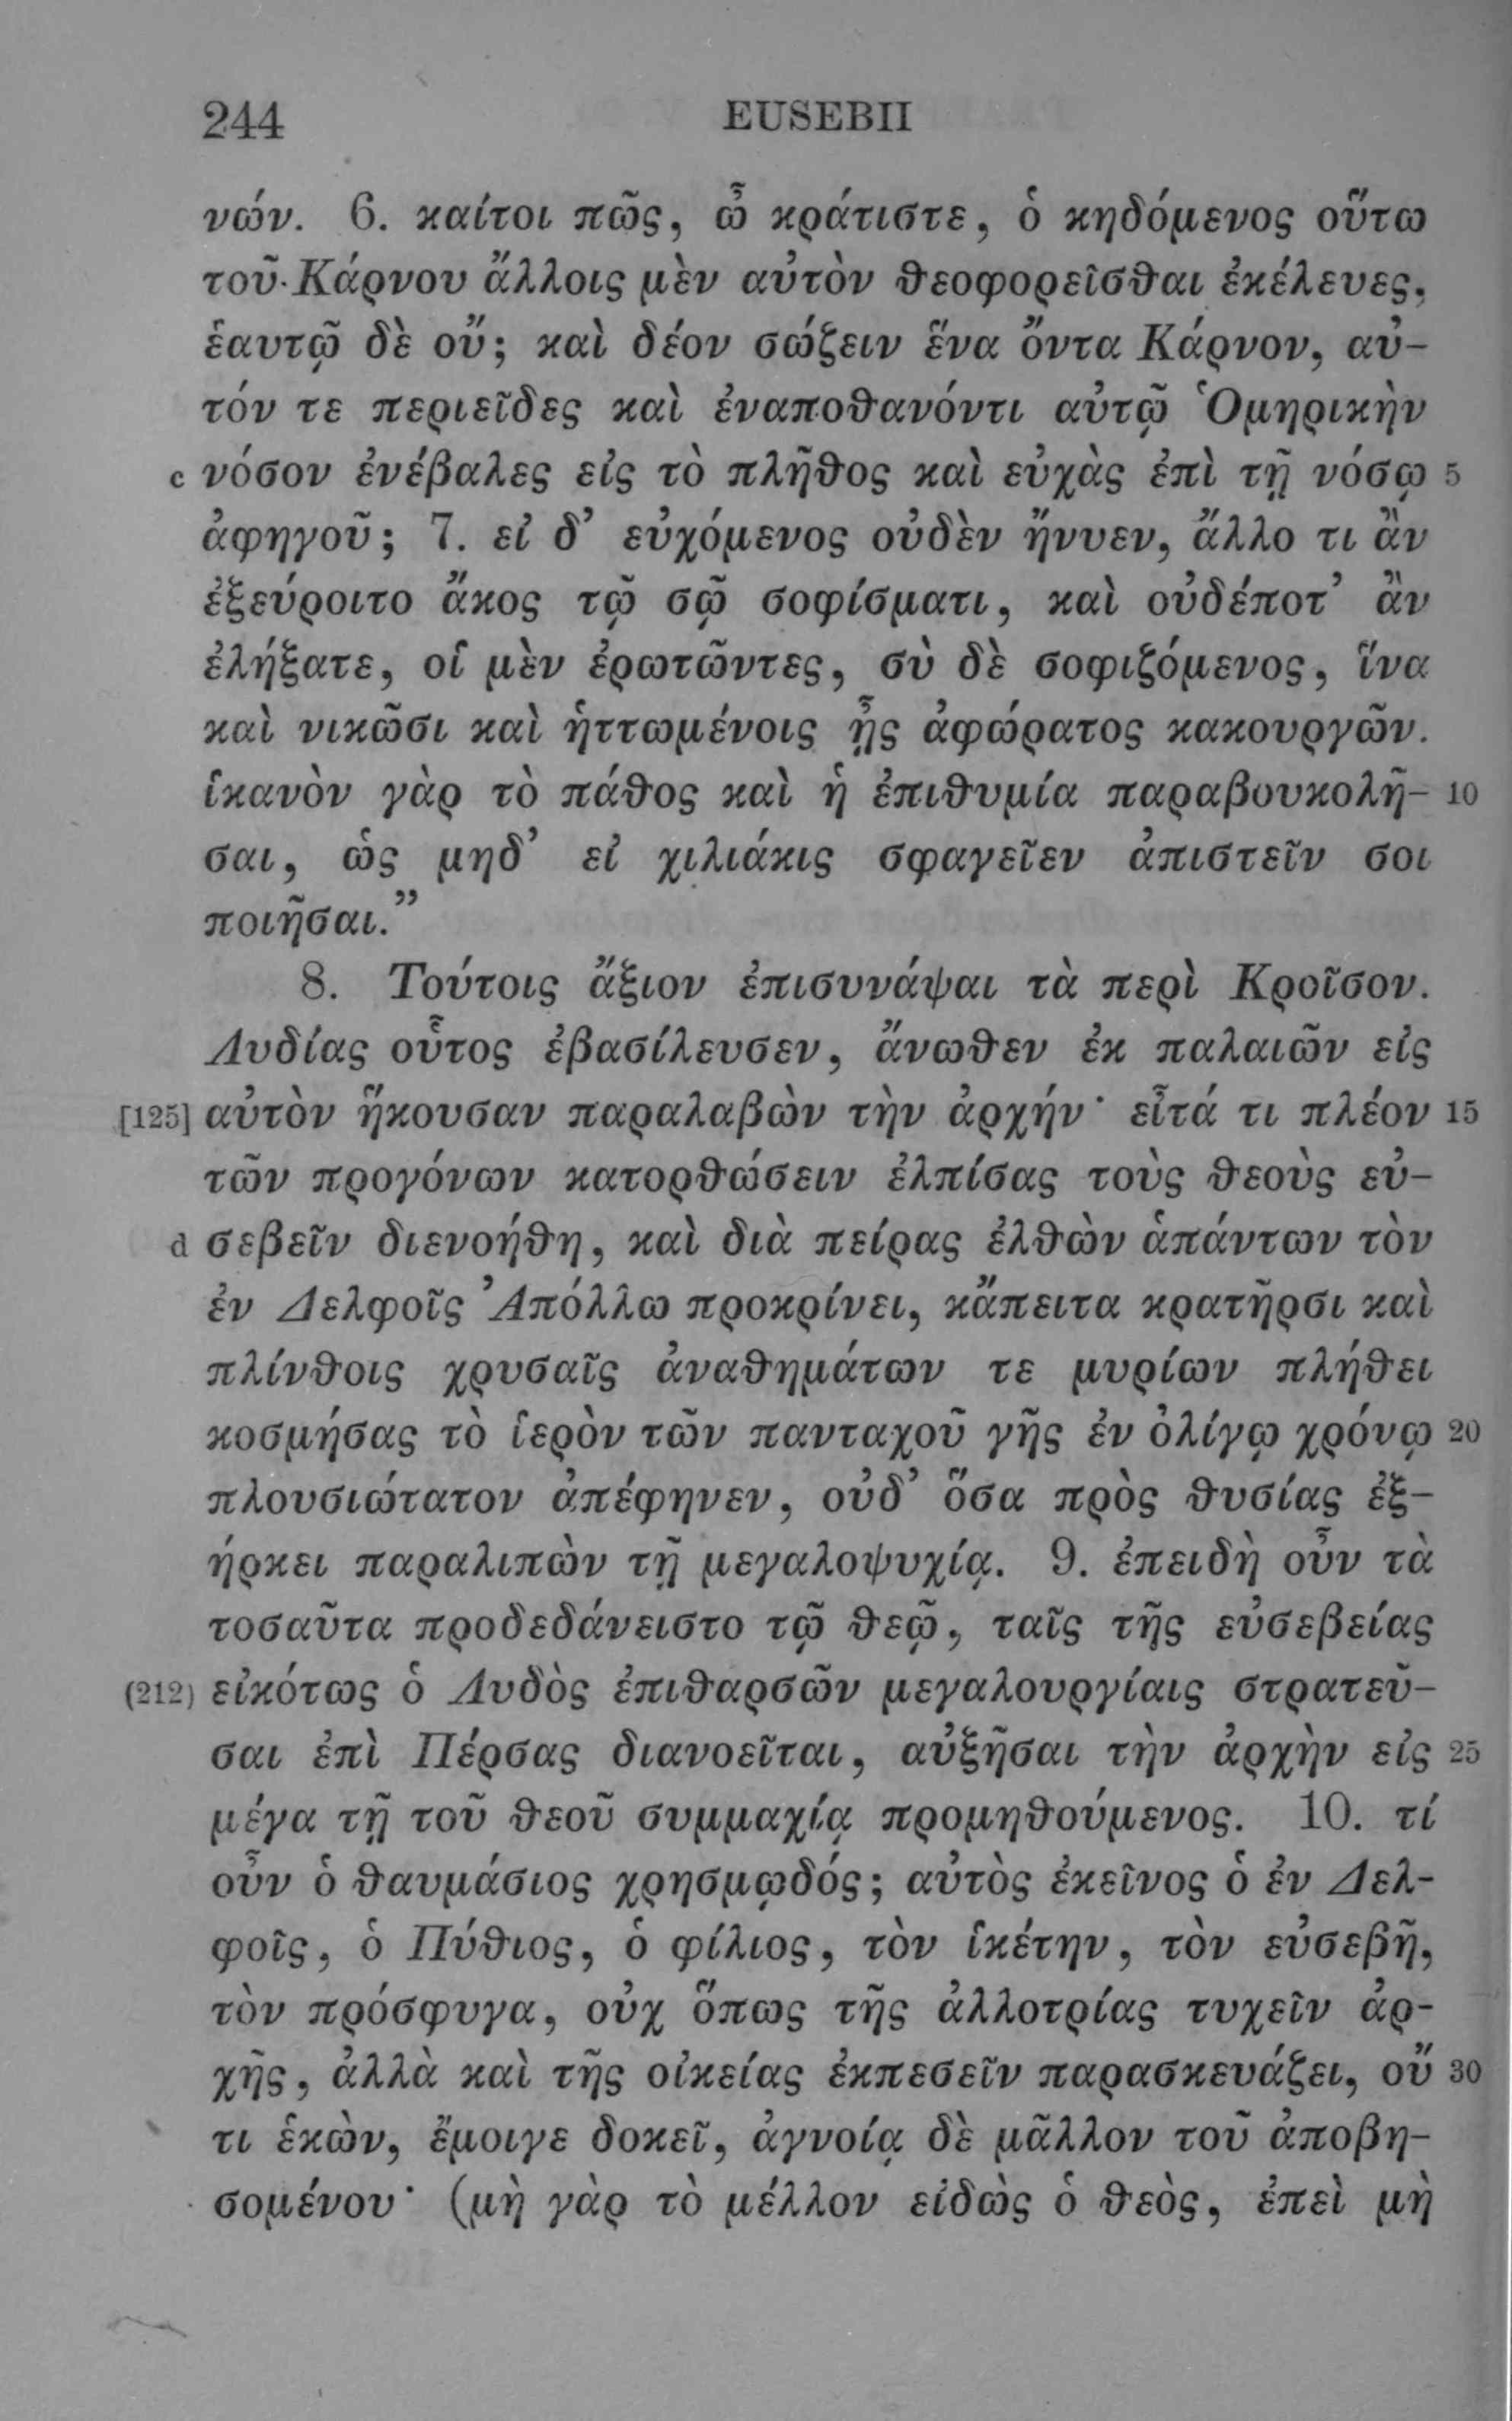 244 EUSEBII
νών. 6. καίτοι πῶς, ὦ κράτιστε, ὁ κηδόμενος οὕτω
τοῦ Κάρνου ἄλλοις μὲν αὐτὸν θεοφορεῖσθαι ἐκέλευες,
ἑαυτῷ δὲ οὔ; καὶ δέον σώζειν ἕνα ὄντα Κάρνον, αὐ-
τόν τε περιεῖδες καὶ ἐναποθανόντι αὐτῷ Ὁμηρικὴν
c νόσον ἐνέβαλες εἰς τὸ πλῆθος καὶ εὐχὰς ἐπὶ τῇ νόσῳ 5
ἀφηγοῦ; 7. εἰ δ’ εὐχόμενος οὐδὲν ἤνυεν, ἄλλο τι ἂν
ἐξεύροιτο ἄκος τῷ σῷ σοφίσματι, καὶ οὐδέποτ’ ἂν
ἐλήξατε, οἱ μὲν ἐρωτῶντες, σὺ δὲ σοφιζόμενος, ἵνα
καὶ νικῶσι καὶ ἡττωμένοις ᾖς ἀφώρατος κακουργῶν.
ἱκανὸν γὰρ τὸ πάθος καὶ ἡ ἐπιθυμία παραβουκολῆ- 10
σαι, ὡς μηδ’ εἰ χιλιάκις σφαγεῖεν ἀπιστεῖν σοι
ποιῆσαι.”
8. Τούτοις ἄξιον ἐπισυνάψαι τὰ περὶ Κροῖσον.
Λυδίας οὗτος ἐβασίλευσεν, ἄνωθεν ἐκ παλαιῶν εἰς
[125] αὐτὸν ἥκουσαν παραλαβὼν τὴν ἀρχήν· εἶτά τι πλέον 15
τῶν προγόνων κατορθώσειν ἐλπίσας τοὺς θεοὺς εὐ-
d σεβεῖν διενοήθη, καὶ διὰ πείρας ἐλθὼν ἁπάντων τὸν
ἐν Δελφοῖς Ἀπόλλω προκρίνει, κἄπειτα κρατῆρσι καὶ
πλίνθοις χρυσαῖς ἀναθημάτων τε μυρίων πλήθει
κοσμήσας τὸ ἱερὸν τῶν πανταχοῦ γῆς ἐν ὀλίγῳ χρόνῳ 20
πλουσιώτατον ἀπέφηνεν, οὐδ’ ὅσα πρὸς θυσίας ἐξ-
ήρκει παραλιπὼν τῇ μεγαλοψυχίᾳ. 9. ἐπειδὴ οὖν τὰ
τοσαῦτα προδεδάνειστο τῷ θεῷ, ταῖς τῆς εὐσεβείας
(212) εἰκότως ὁ Λυδὸς ἐπιθαρσῶν μεγαλουργίαις στρατεῦ-
σαι ἐπὶ Πέρσας διανοεῖται, αὐξῆσαι τὴν ἀρχὴν εἰς 25
μέγα τῇ τοῦ θεοῦ συμμαχίᾳ προμηθούμενος. 10. τί
οὖν ὁ θαυμάσιος χρησμῳδός; αὐτὸς ἐκεῖνος ὁ ἐν Δελ-
φοῖς, ὁ Πύθιος, ὁ φίλιος, τὸν ἱκέτην, τὸν εὐσεβῆ,
τὸν πρόσφυγα, οὐχ ὅπως τῆς ἀλλοτρίας τυχεῖν ἀρ-
χῆς, ἀλλὰ καὶ τῆς οἰκείας ἐκπεσεῖν παρασκευάζει, οὔ 30
τι ἑκὼν, ἔμοιγε δοκεῖ, ἀγνοίᾳ δὲ μᾶλλον τοῦ ἀποβη-
σομένου· (μὴ γὰρ τὸ μέλλον εἰδὼς ὁ θεὸς, ἐπεὶ μὴ